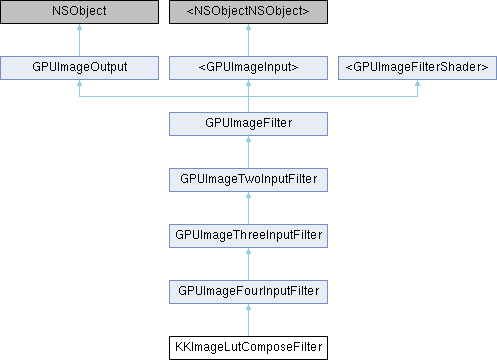 NSObject
<NSObjectNSObject>
GPUImageOutput
<GPUImageInput>
<GPUImageFilterShader>
GPUImageFilter
GPUImageTwoInputFilter
GPUImageThreeInputFilter
GPUImageFourInputFilter
KKImageLutComposeFilter